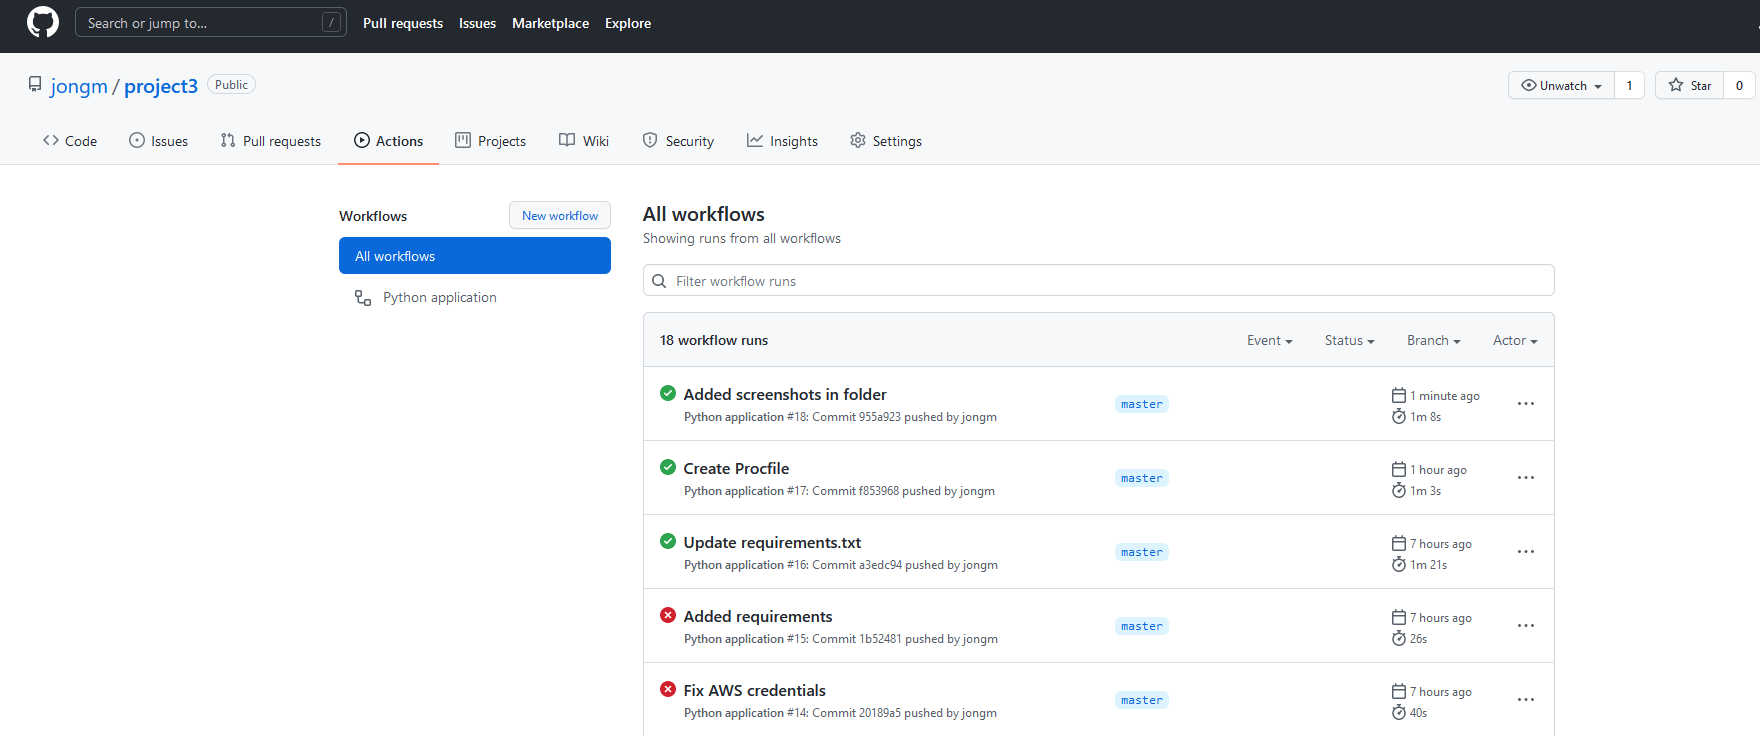 Search or jump to... /
Pull requests Issues Marketplace Explore
jongm / project3 Public
Unwatch 1 Star 0
Code Issues Pull requests Actions Projects Wiki Security Insights Settings
Workflows
New workflow
All workflows
Python application
All workflows
Showing runs from all workflows
Filter workflow runs
18 workflow runs
Event Status Branch Actor
Added screenshots in folder
Python application #18: Commit 955a923 pushed by jongm
master
1 minute ago
1m 8s
Create Procfile
Python application #17: Commit f853968 pushed by jongm
master
1 hour ago
1m 3s
Update requirements.txt
Python application #16: Commit a3edc94 pushed by jongm
master
7 hours ago
1m 21s
Added requirements
Python application #15: Commit 1b52481 pushed by jongm
master
7 hours ago
26s
Fix AWS credentials
Python application #14: Commit 20189a5 pushed by jongm
master
7 hours ago
40s